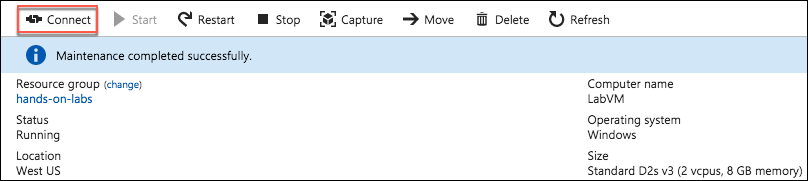 Connect Start Restart Stop Capture Move Delete Refresh
Maintenance completed successfully.
Resource group (change)
hands-on-labs
Status
Running
Location
West US
Computer name
LabVM
Operating system
Windows
Size
Standard D2s v3 (2 vcpus, 8 GB memory)